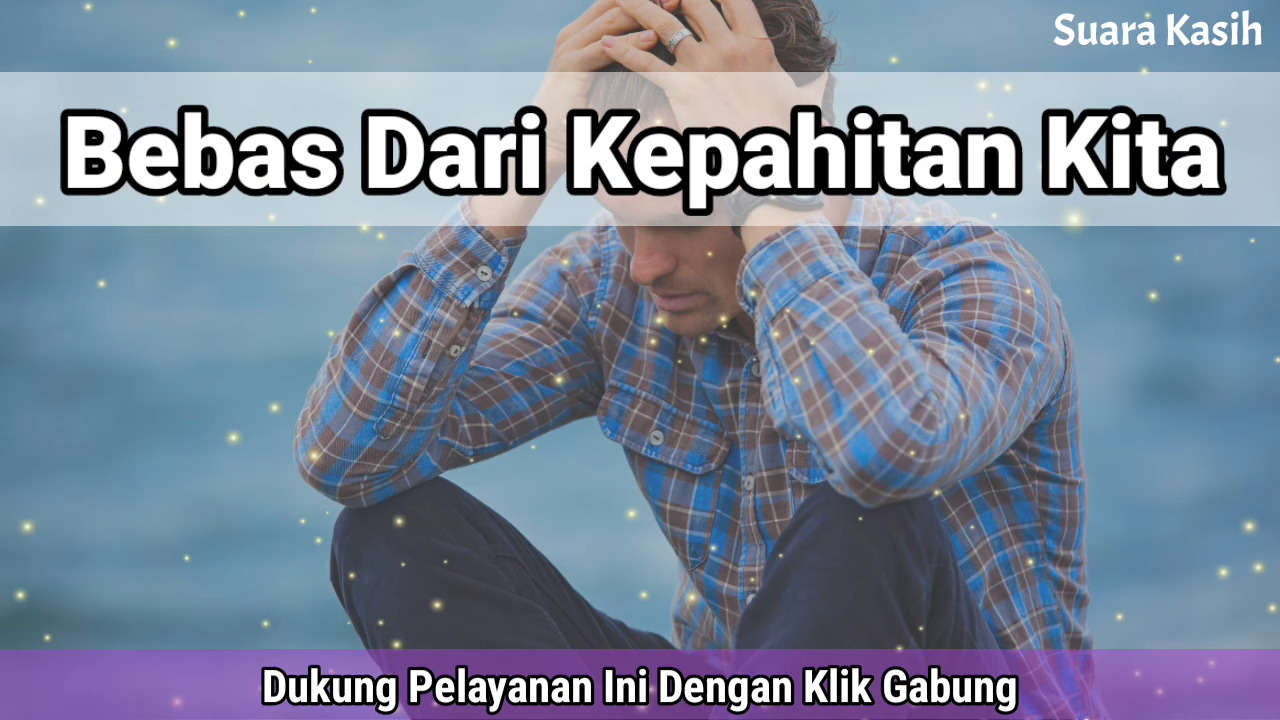 Suara Kasih
Bebas Dari Kepahitan Kita
Dukung Pelayanan Ini Dengan Klik Gabung